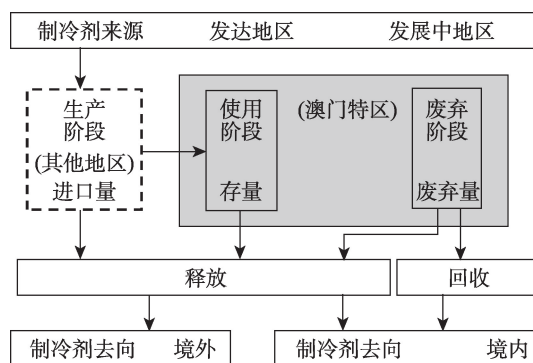 制冷剂来源 发达地区 发展中地区
生产
阶段
(其他地区)
进口量
使用
阶段
存量
(澳门特区)
废弃
阶段
废弃量
释放
回收
制冷剂去向 境外
制冷剂去向 境内